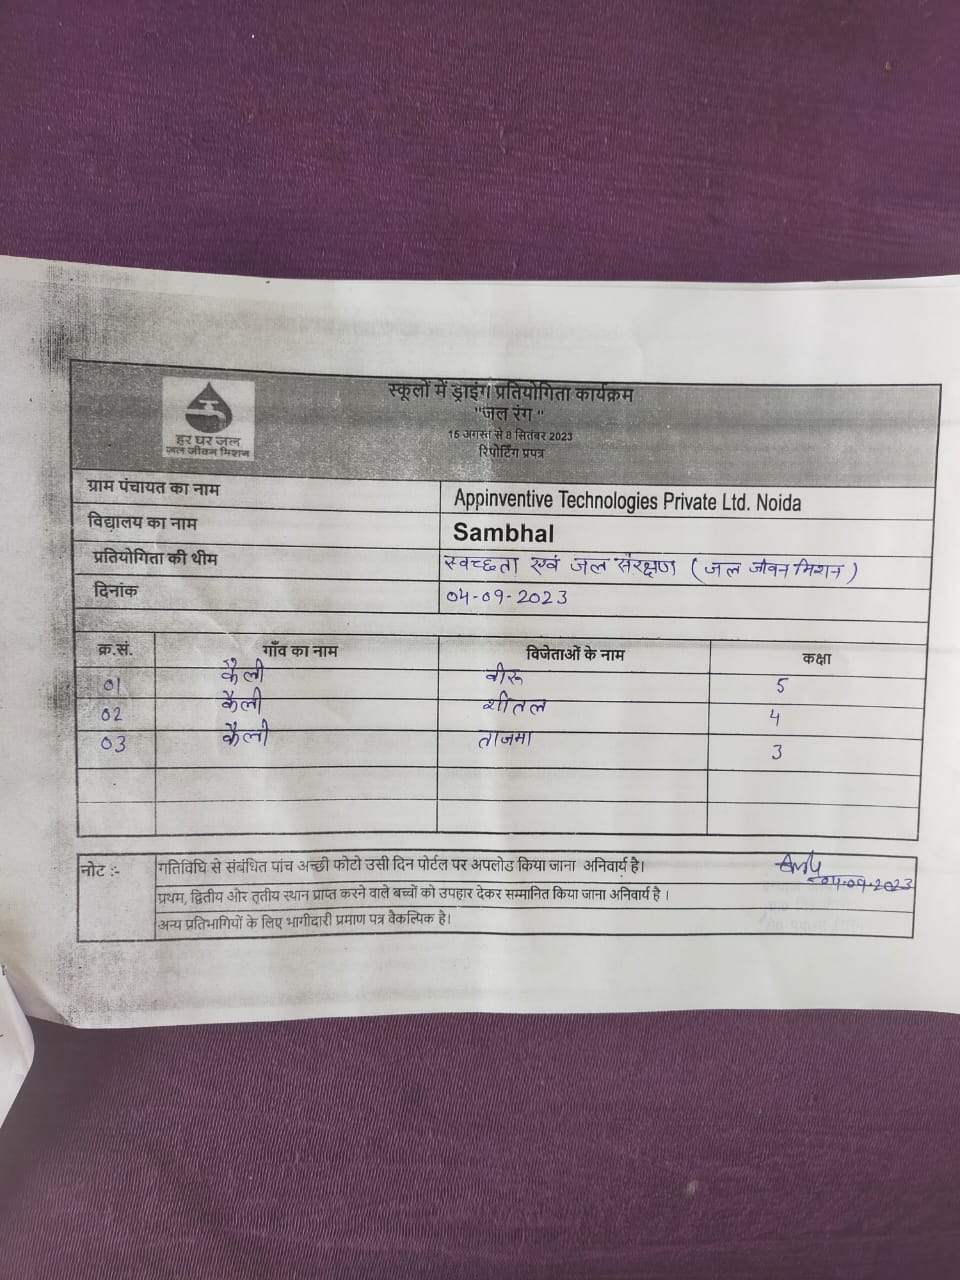 स्कूलों में ड्राइंग प्रतियोगिता कार्यक्रम
"जल रंग "
15 अगस्त से 8 सितंबर 2023
रिपोर्टिंग प्रपत्र
हर घर जल
जल जीवन मिशन
ग्राम पंचायत का नाम Appinventive Technologies Private Ltd. Noida
विद्यालय का नाम Sambhal
प्रतियोगिता की थीम स्वच्छता एवं जल संरक्षण ( जल जीवन मिशन )
दिनांक 04-09-2023
क्र.सं. गाँव का नाम विजेताओं के नाम कक्षा
01 कैली वीरू 5
02 कैली शीतल 4
03 कैली ताजमा 3
नोट :- गतिविधि से संबंधित पांच अच्छी फोटो उसी दिन पोर्टल पर अपलोड किया जाना अनिवार्य है।
04-09-2023
प्रथम, द्वितीय और तृतीय स्थान प्राप्त करने वाले बच्चों को उपहार देकर सम्मानित किया जाना अनिवार्य है ।
अन्य प्रतिभागियों के लिए भागीदारी प्रमाण पत्र वैकल्पिक है।